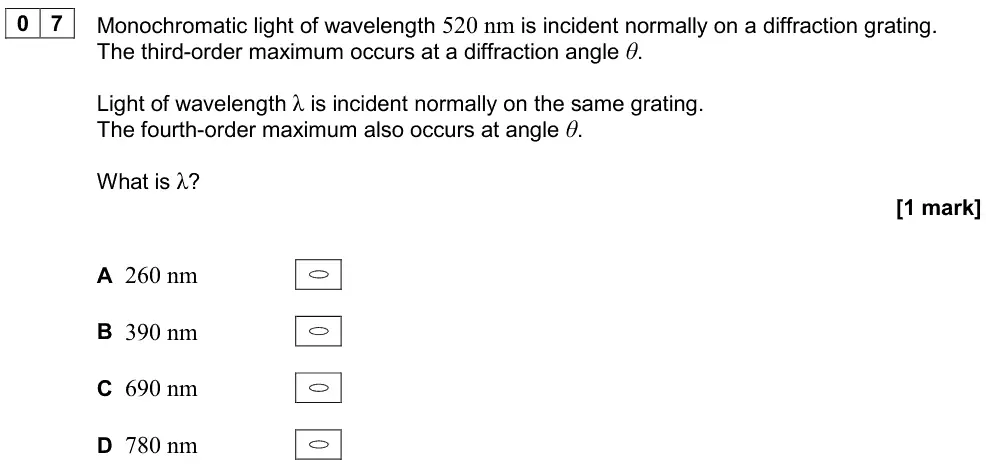 0 7 Monochromatic light of wavelength 520 nm is incident normally on a diffraction grating.
The third-order maximum occurs at a diffraction angle θ.
Light of wavelength λ is incident normally on the same grating.
The fourth-order maximum also occurs at angle θ.
What is λ?
[1 mark]
A 260 nm
B 390 nm
C 690 nm
D 780 nm